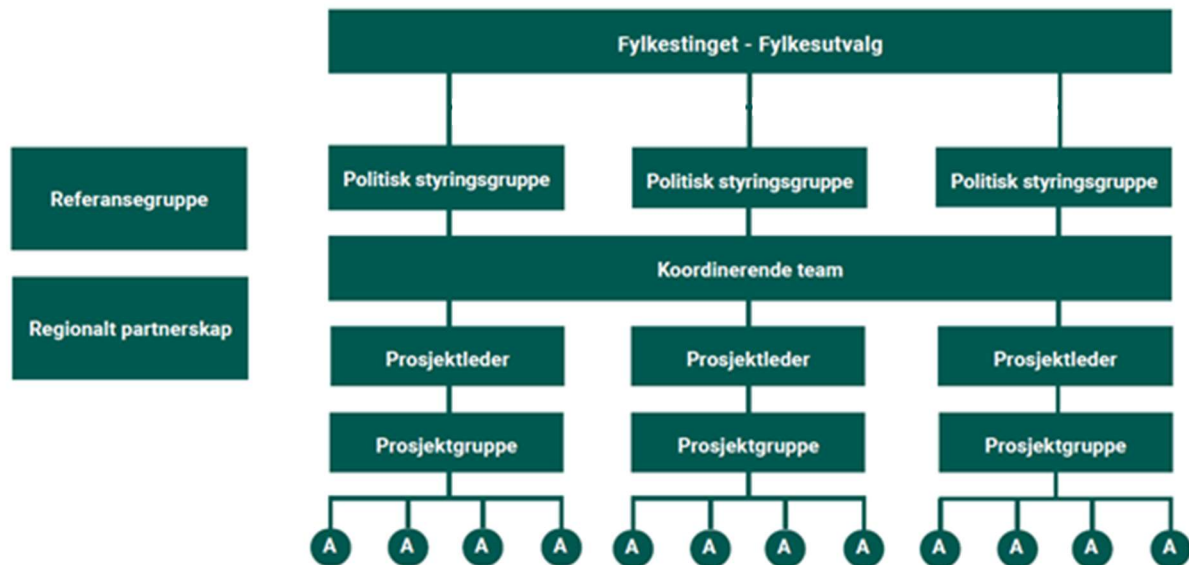 Fylkestinget - Fylkesutvalg
Referansegruppe
Regionalt partnerskap
Politisk styringsgruppe
Politisk styringsgruppe
Politisk styringsgruppe
Koordinerende team
Prosjektleder
Prosjektleder
Prosjektleder
Prosjektgruppe
Prosjektgruppe
Prosjektgruppe
A
A
A
A
A
A
A
A
A
A
A
A